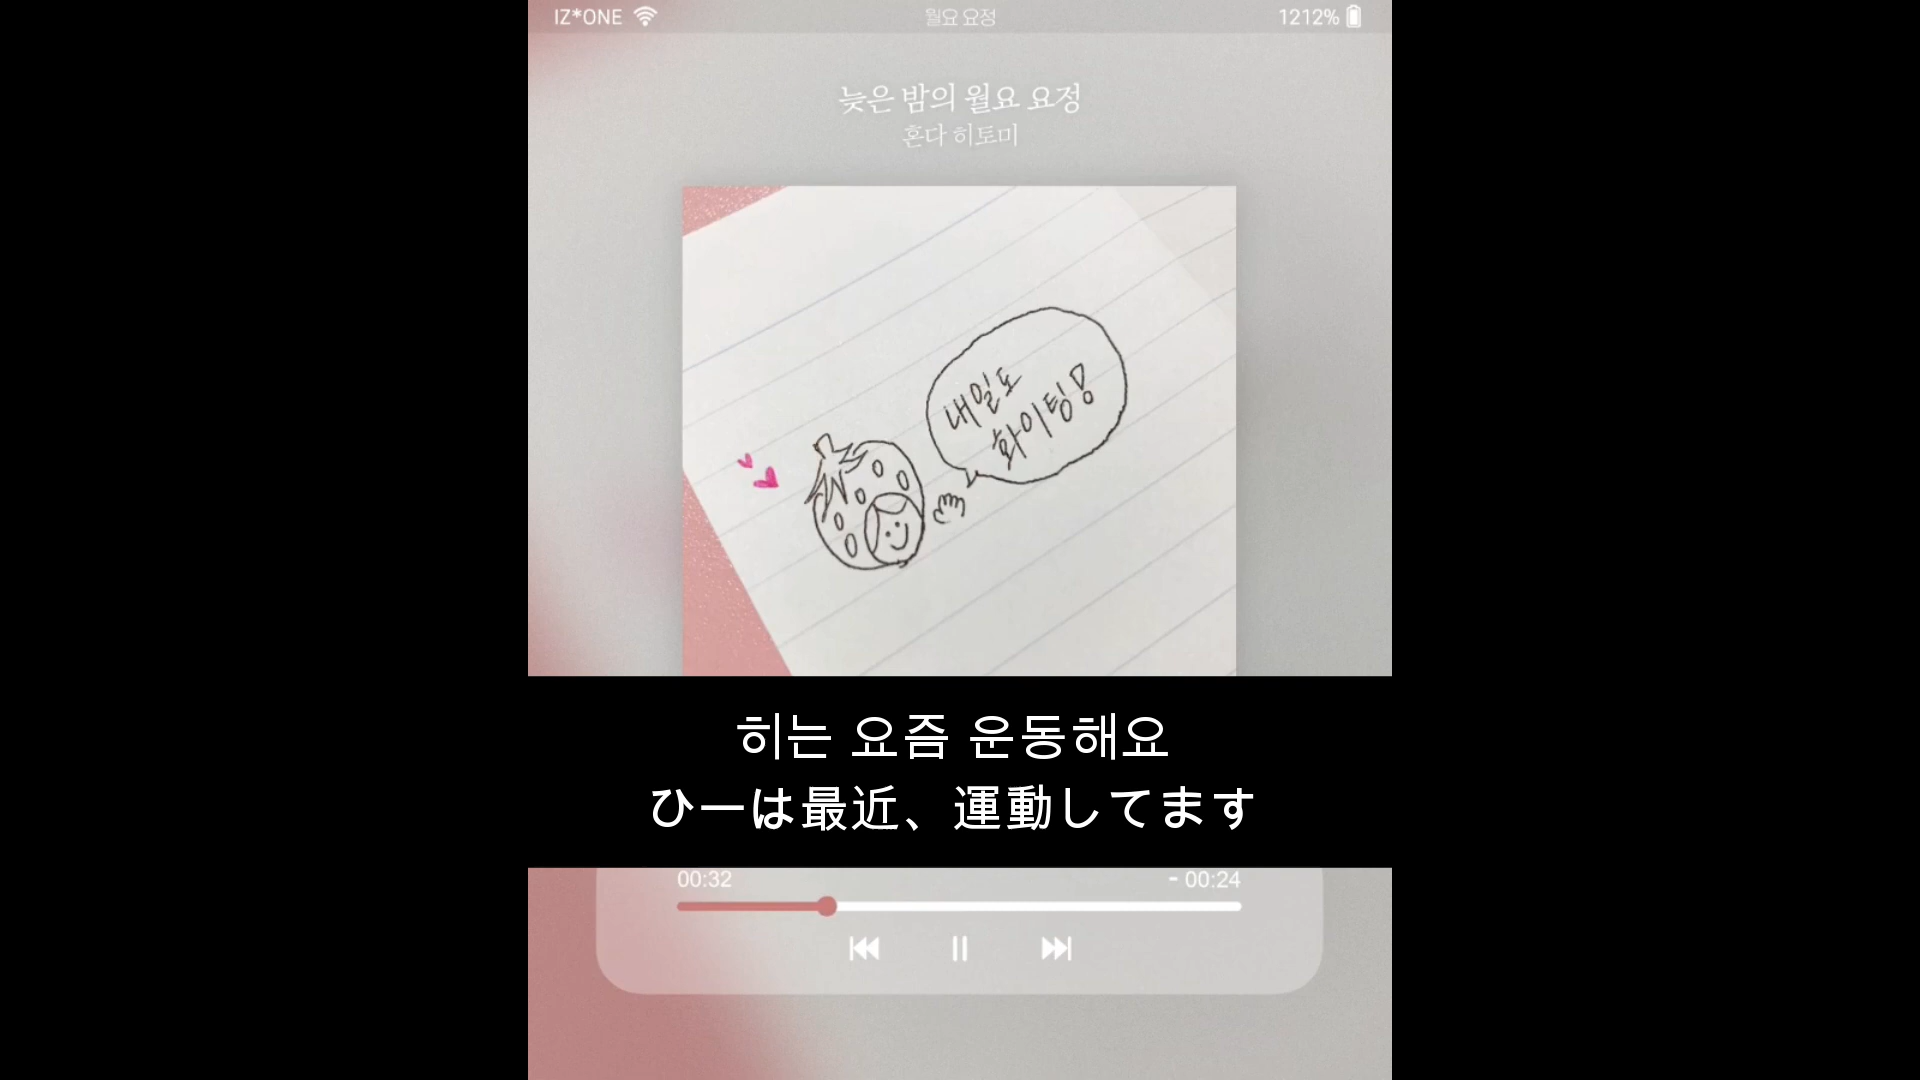 IZ*ONE 월요 요정 1212%
늦은 밤의 월요 요정
혼다 히토미
내일도
화이팅!
히는 요즘 운동해요
ひーは最近、運動してます
00:32 - 00:24